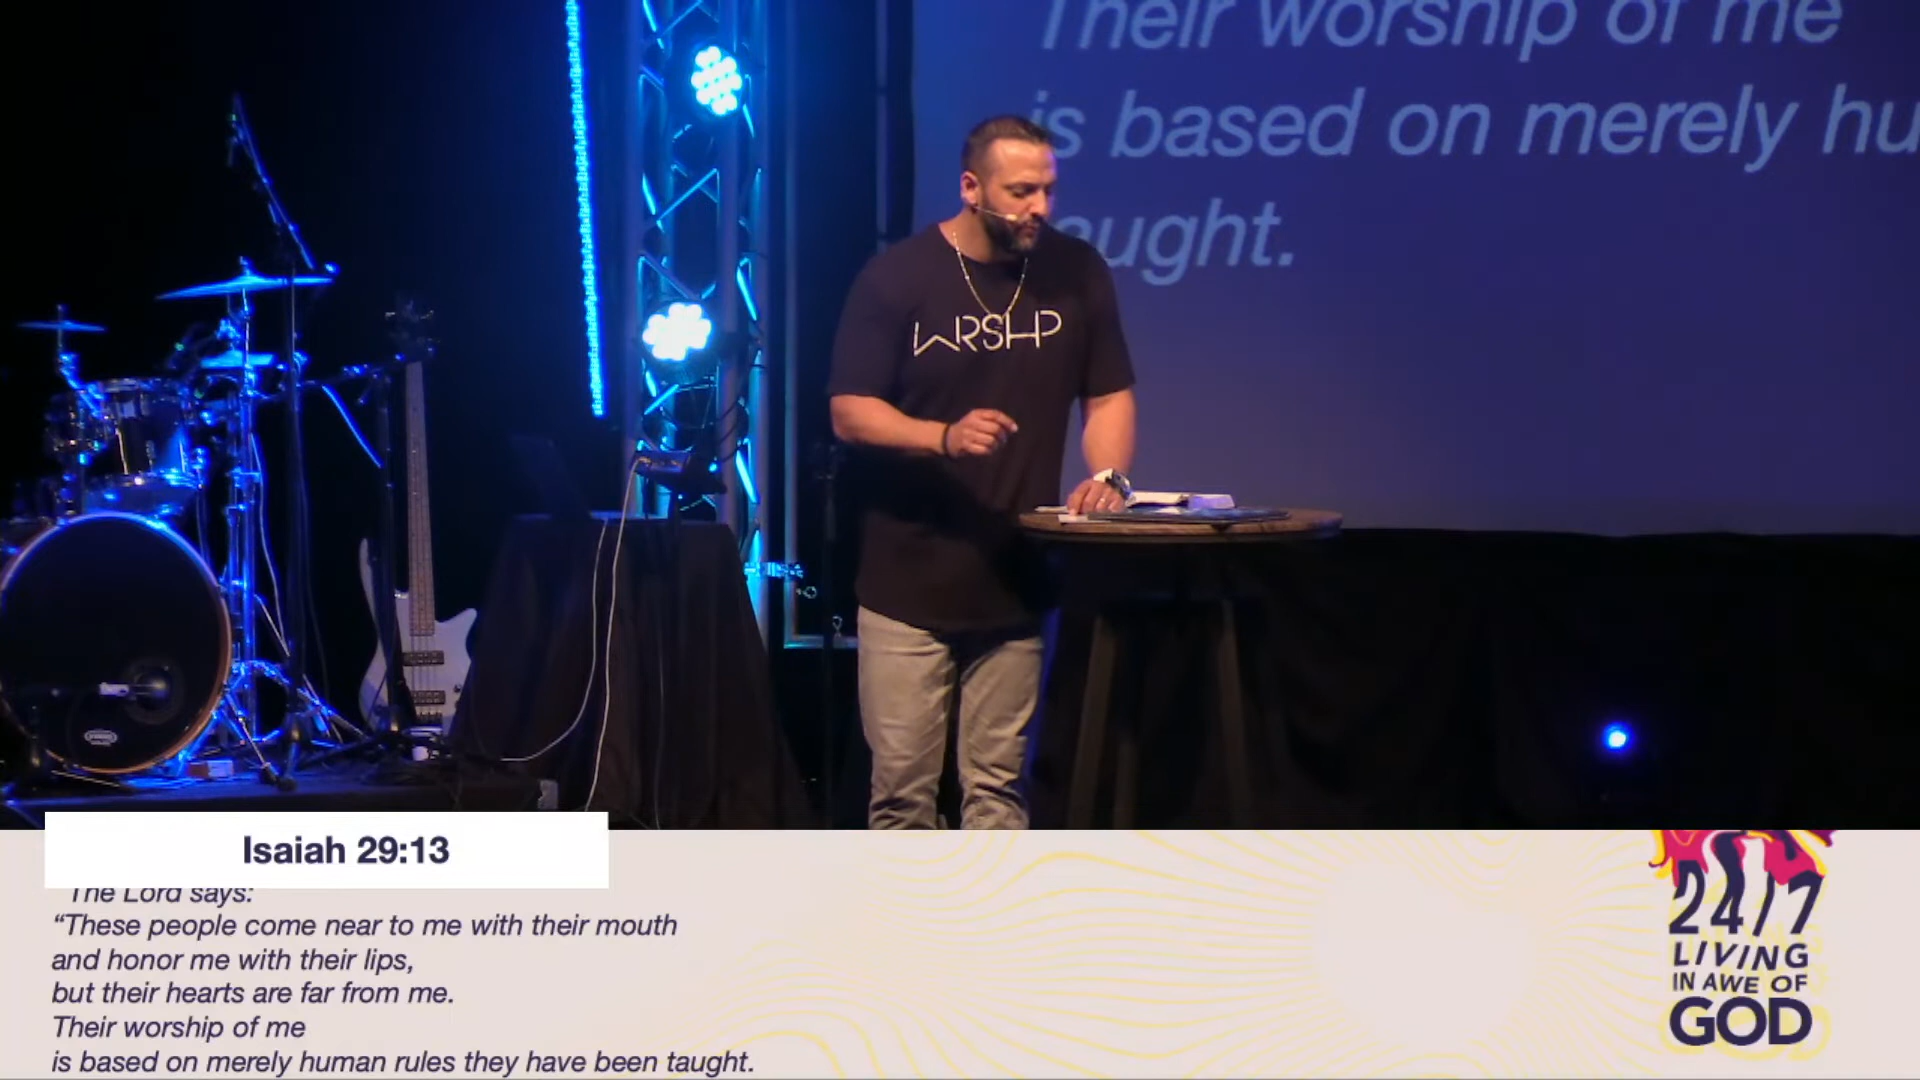 Their worship of me
is based on merely hu
aught.
WRSHP
Isaiah 29:13
The Lord says:
“These people come near to me with their mouth
and honor me with their lips,
but their hearts are far from me.
Their worship of me
is based on merely human rules they have been taught.
24/7
LIVING
IN AWE OF
GOD